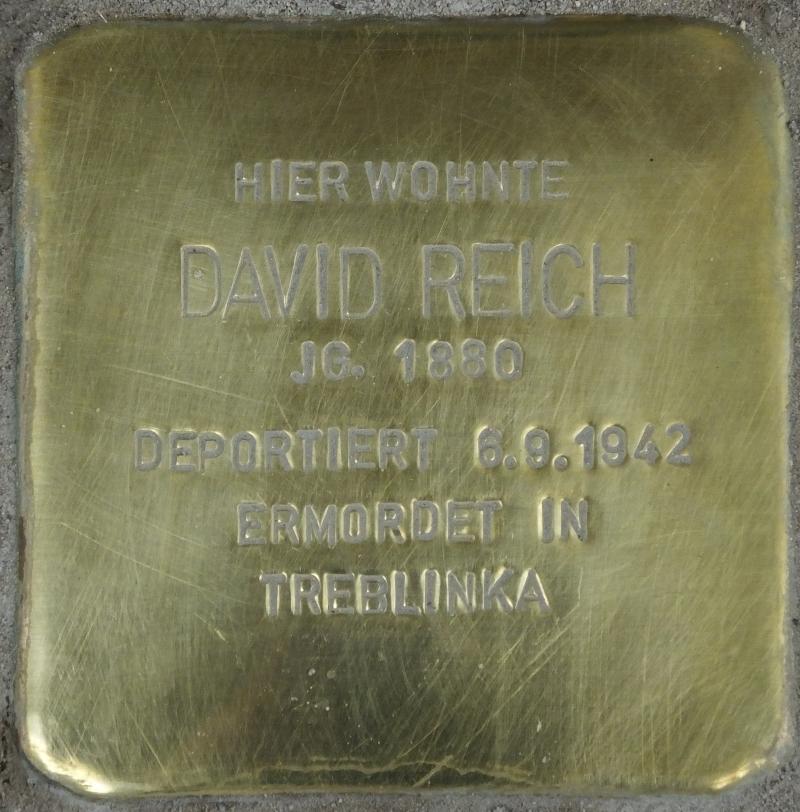 HIER WOHNTE
DAVID REICH
JG. 1880
DEPORTIERT 6.9.1942
ERMORDET IN
TREBLINKA